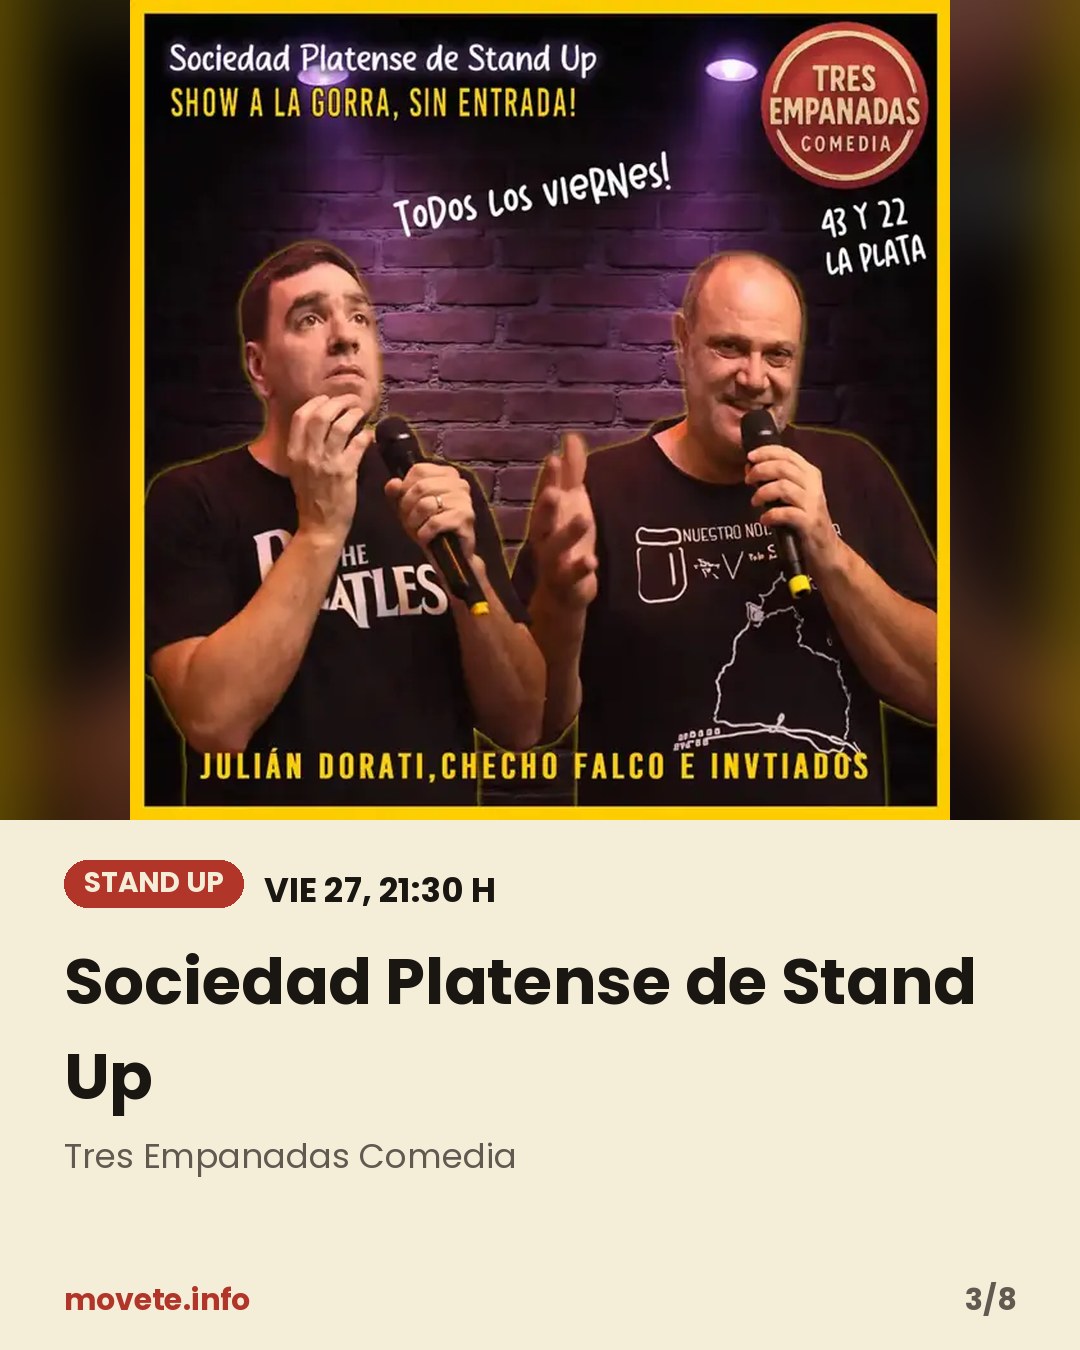 Sociedad Platense de Stand Up
SHOW A LA GORRA, SIN ENTRADA!
TRES
EMPANADAS
COMEDIA
TODOS LOS VIERNES!
43 Y 22
LA PLATA
THE
ATLES
NUESTRO
JULIÁN DORATI,CHECHO FALCO E INVTIADOS
STAND UP
VIE 27, 21:30 H
Sociedad Platense de Stand
Up
Tres Empanadas Comedia
movete.info
3/8